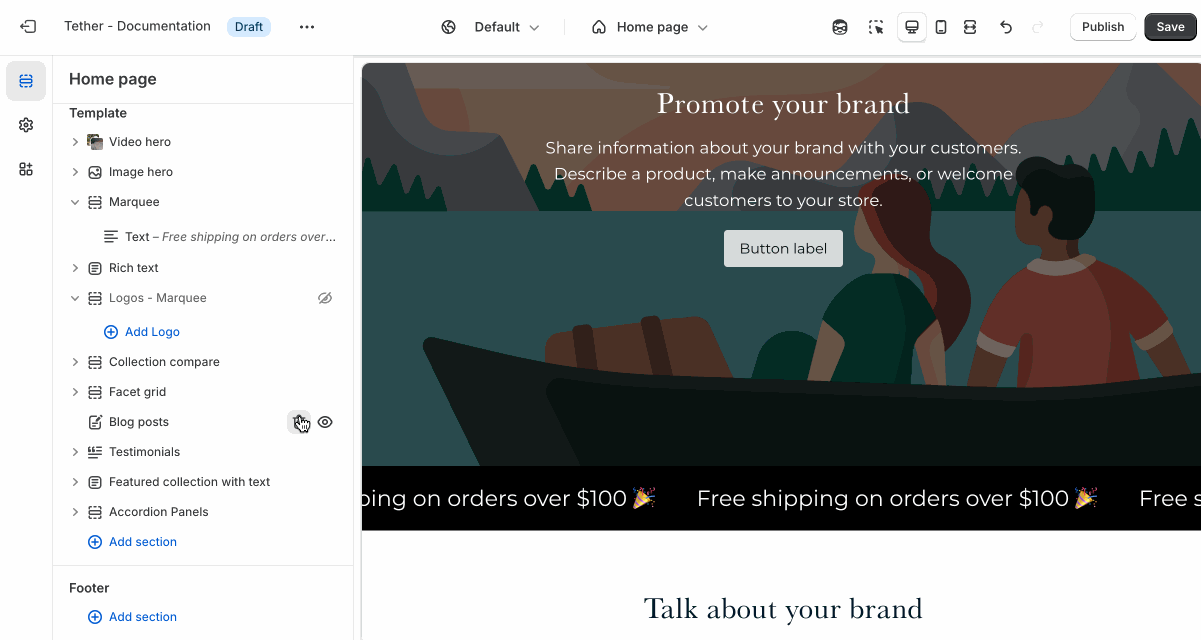 Tether - Documentation
Draft
Default
Home page
Publish
Save
Home page
Template
Video hero
Image hero
Marquee
Text – Free shipping on orders over...
Rich text
Logos - Marquee
Add Logo
Collection compare
Facet grid
Blog posts
Testimonials
Featured collection with text
Accordion Panels
Add section
Footer
Add section
Promote your brand
Share information about your brand with your customers.
Describe a product, make announcements, or welcome
customers to your store.
Button label
ping on orders over $100 🎉 Free shipping on orders over $100 🎉 Free s
Talk about your brand